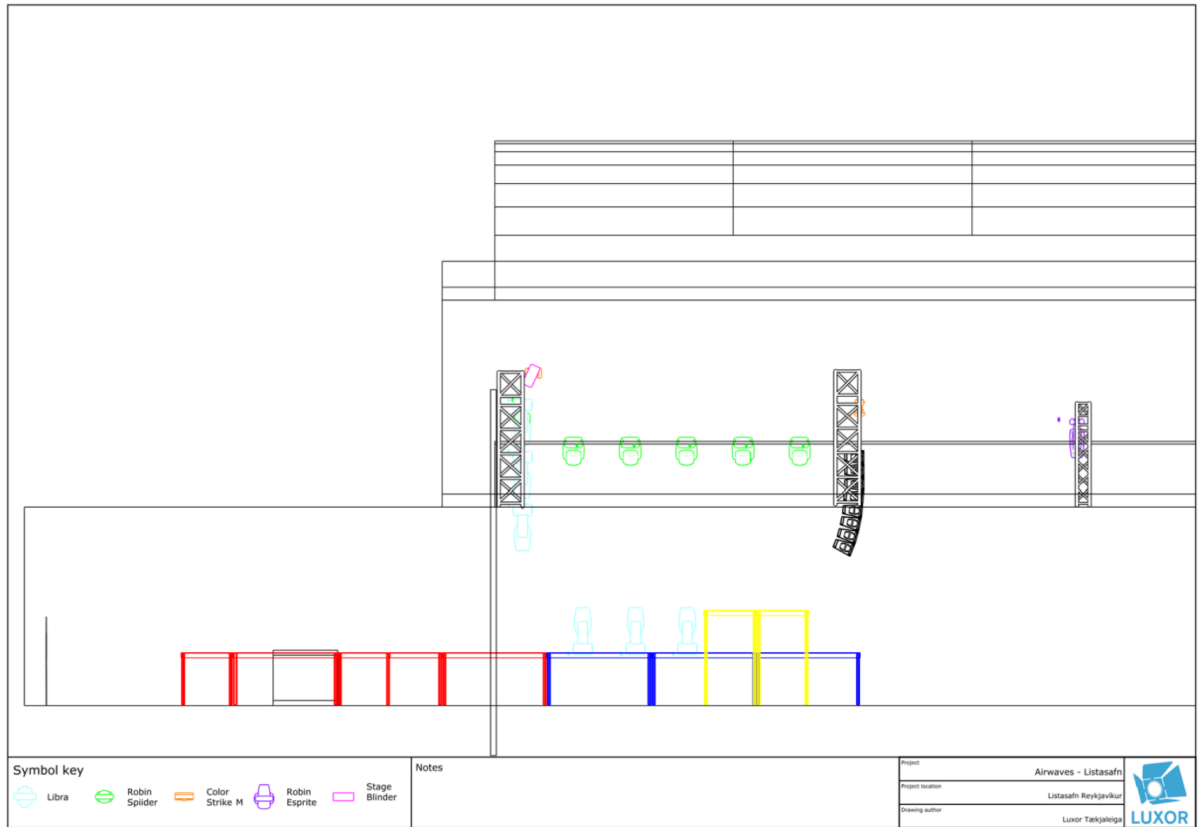 Symbol key
Libra
Robin
Spiider
Color
Strike M
Robin
Esprite
Stage
Blinder
Notes
Project
Airwaves - Listasafn
Project location
Listasafn Reykjavíkur
Drawing author
Luxor Tækjaleiga
LUXOR